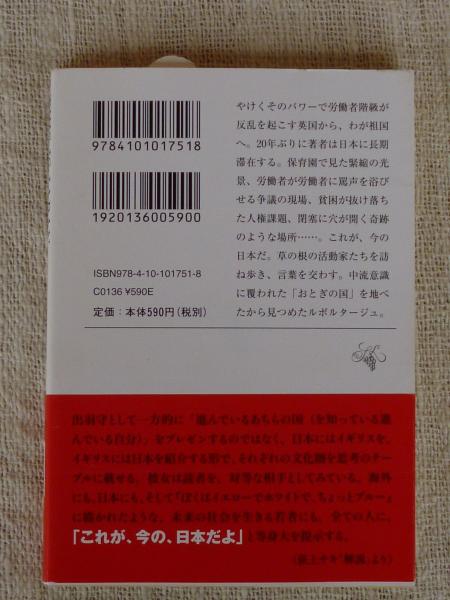 9784101017518
1920136005900
ISBN978-4-10-101751-8
C0136 ¥590E
定価：本体590円（税別）
やけくそのパワーで労働者階級が
反乱を起こす英国から、わが祖国
へ。20年ぶりに著者は日本に長期
滞在する。保育園で見た緊縮の光
景、労働者が労働者に罵声を浴び
せる争議の現場、貧困が抜け落ち
た人権課題、閉塞に穴が開く奇跡
のような場所……。これが、今の
日本だ。草の根の活動家たちを訪
ね歩き、言葉を交わす。中流意識
に覆われた「おとぎの国」を地べ
たから見つめたルポルタージュ。
出羽守として一方的に「進んでいるあちらの国（を知っている進
んでいる自分）」をプレゼンするのではなく、日本にはイギリスを、
イギリスには日本を紹介する形で、それぞれの文化圏を思考のテー
ブルに載せる。彼女は読者を、対等な相手としてみている。海外
にも、日本にも、そして『ぼくはイエローでホワイトで、ちょっとブルー』
に描かれたような、未来の社会を生きる若者にも、全ての人に、
「これが、今の、日本だよ」と等身大を提示する。
（荻上チキ「解説」より）